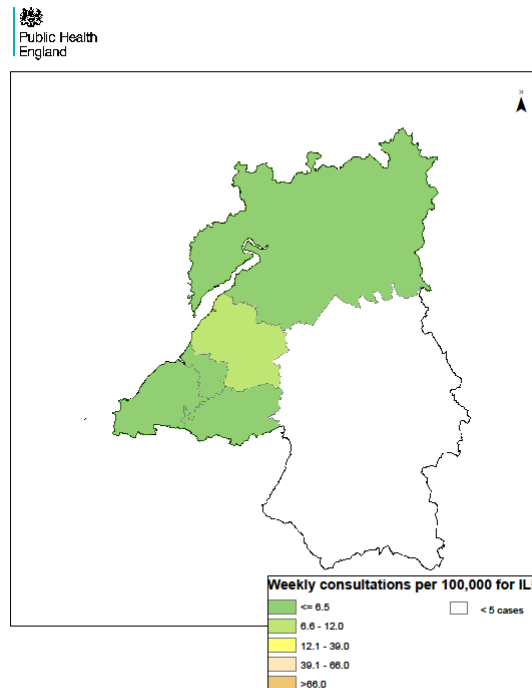 Public Health
England
N
Weekly consultations per 100,000 for IL
<= 6.5
< 5 cases
6.6 - 12.0
12.1 - 39.0
39.1 - 66.0
>66.0